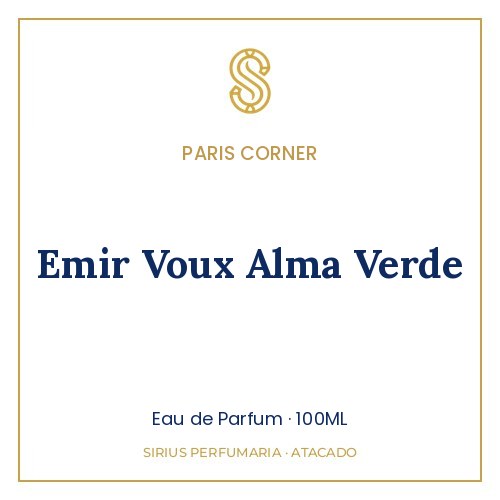 PARIS CORNER
Emir Voux Alma Verde
Eau de Parfum · 100ML
SIRIUS PERFUMARIA · ATACADO